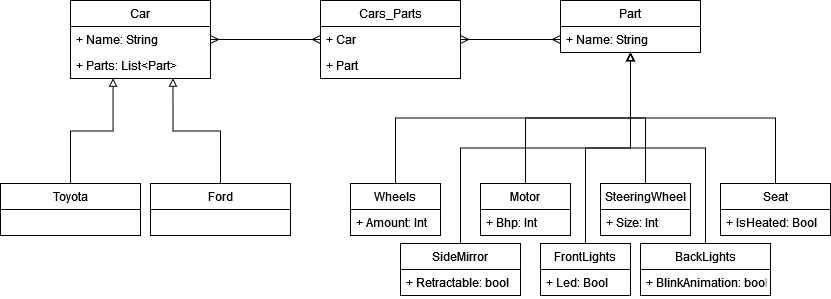 Car
+ Name: String
+ Parts: List<Part>
Cars_Parts
+ Car
+ Part
Part
+ Name: String
Toyota
Ford
Wheels
+ Amount: Int
Motor
+ Bhp: Int
SteeringWheel
+ Size: Int
Seat
+ IsHeated: Bool
SideMirror
+ Retractable: bool
FrontLights
+ Led: Bool
BackLights
+ BlinkAnimation: bool